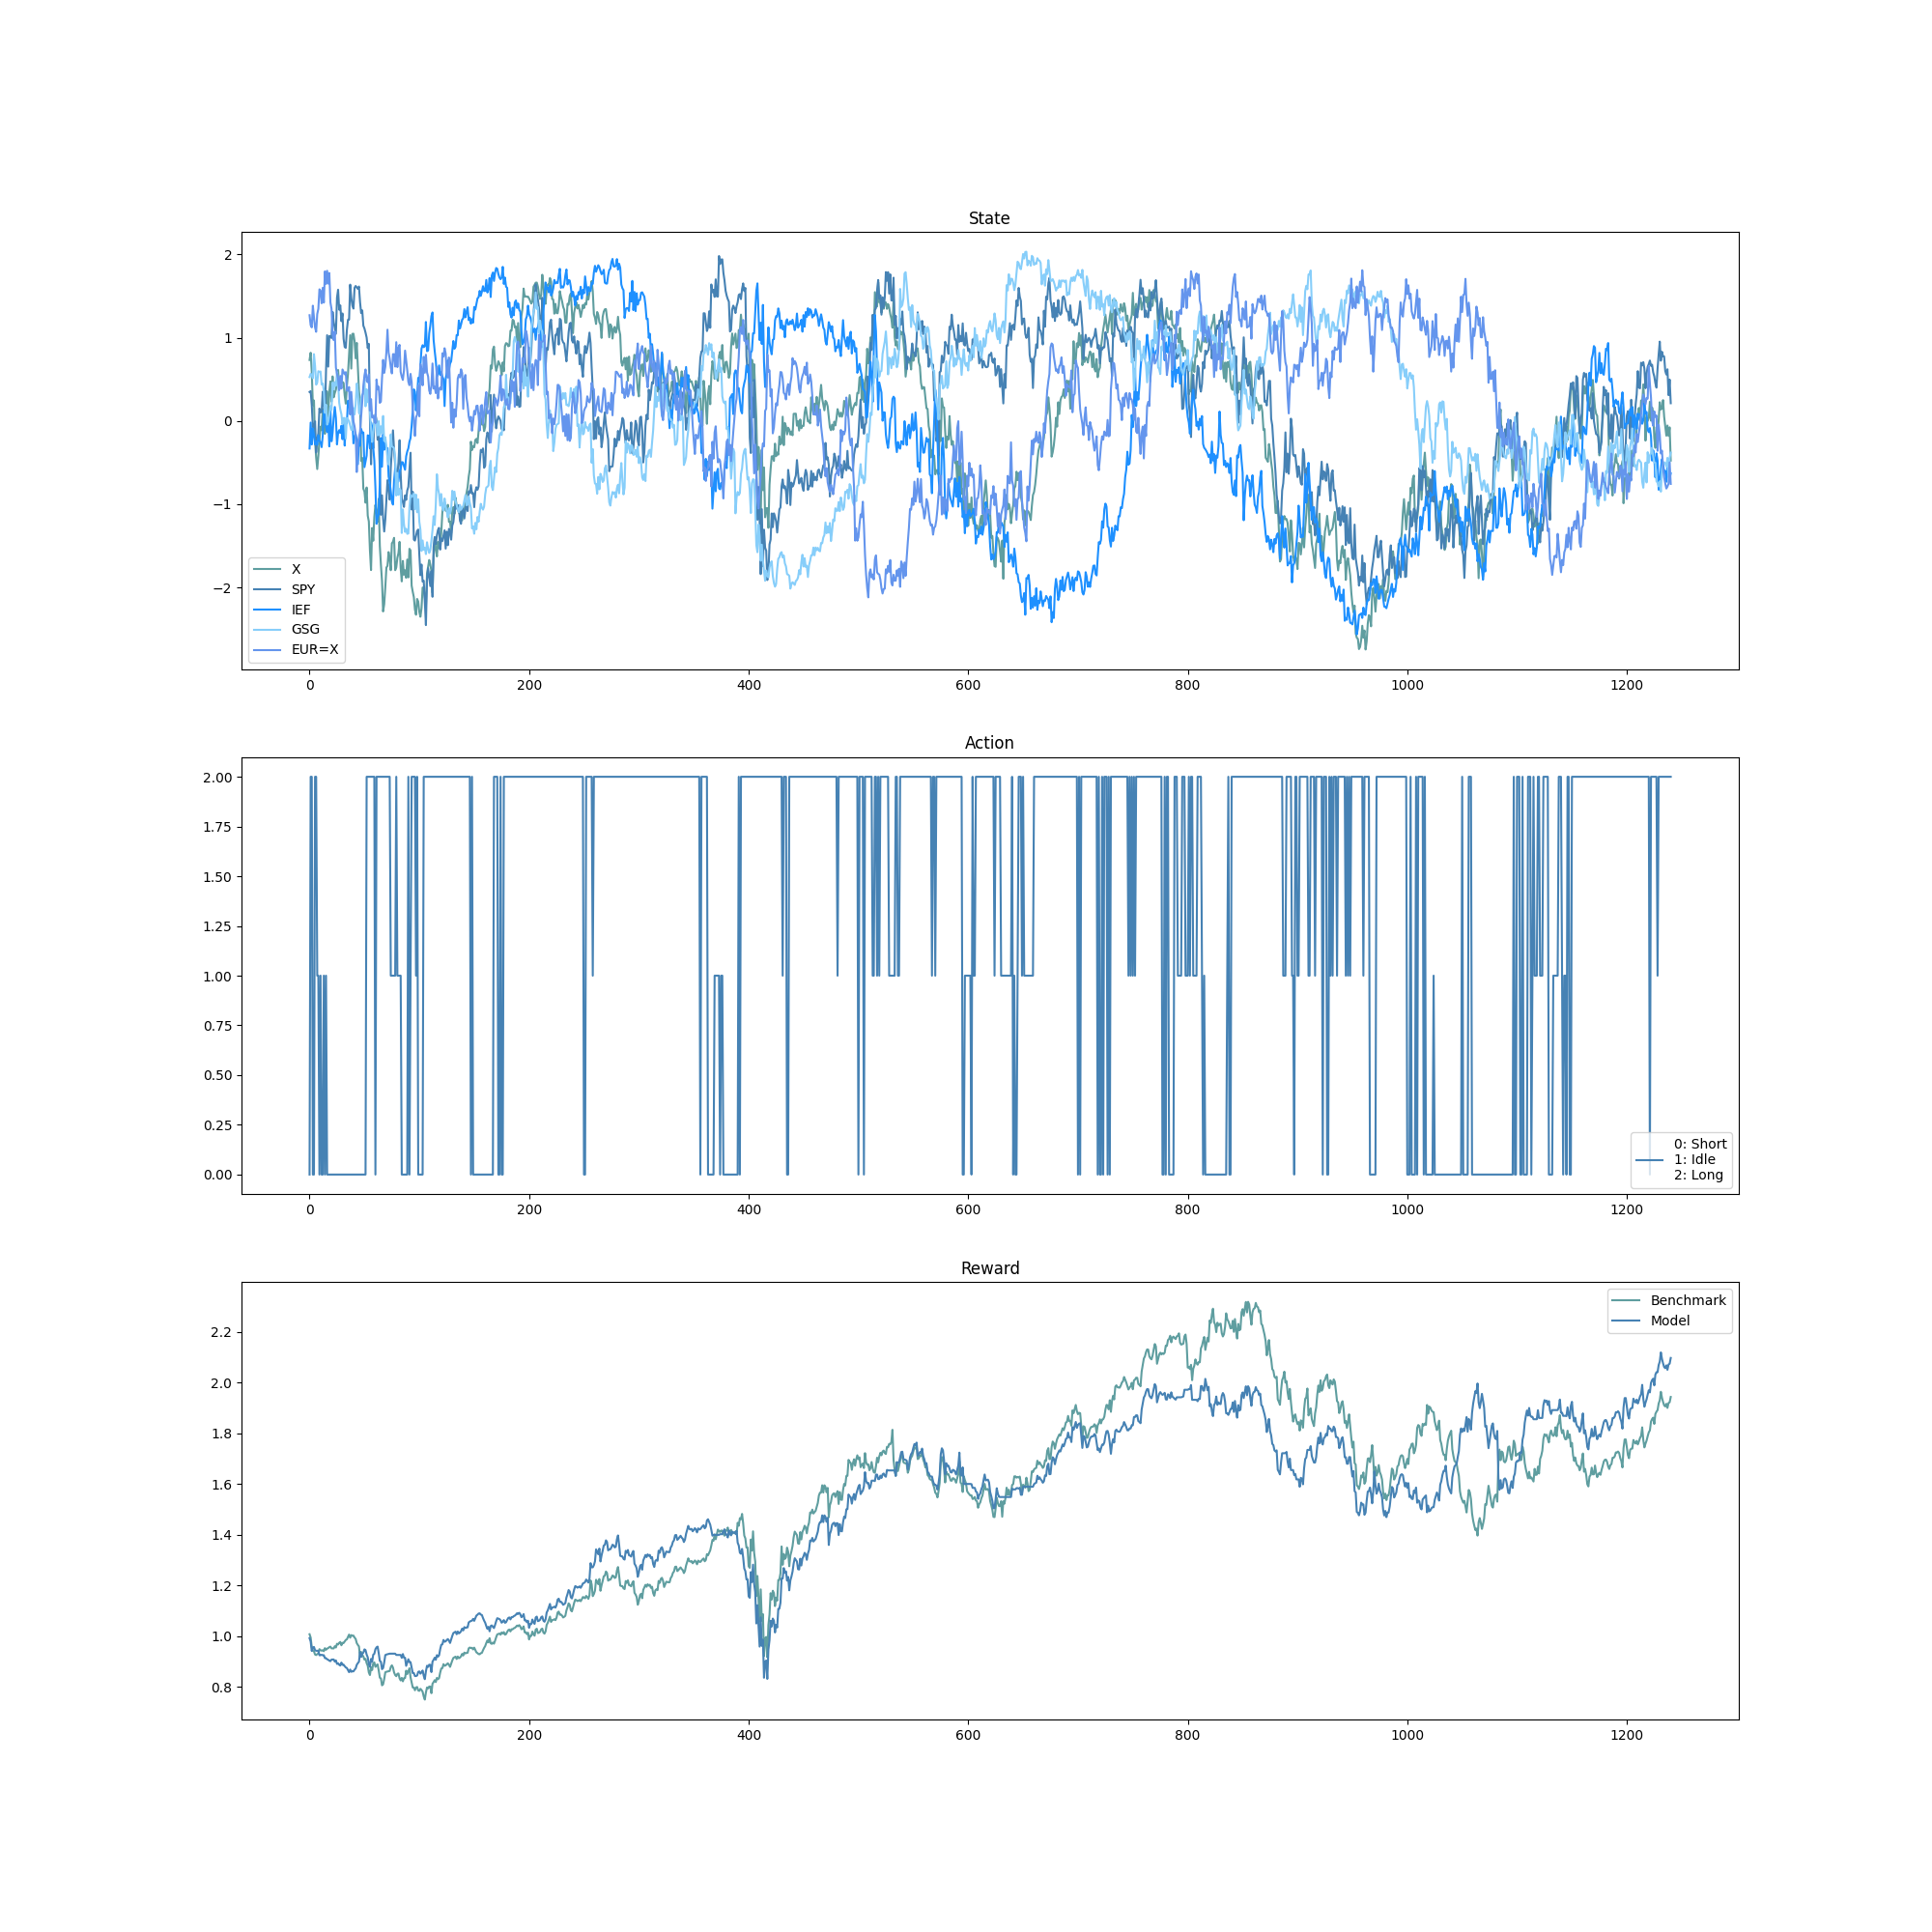 State
2
1
0
−1
−2
X
SPY
IEF
GSG
EUR=X
0 200 400 600 800 1000 1200
Action
2.00
1.75
1.50
1.25
1.00
0.75
0.50
0.25
0.00
0: Short
1: Idle
2: Long
0 200 400 600 800 1000 1200
Reward
Benchmark
Model
2.2
2.0
1.8
1.6
1.4
1.2
1.0
0.8
0 200 400 600 800 1000 1200